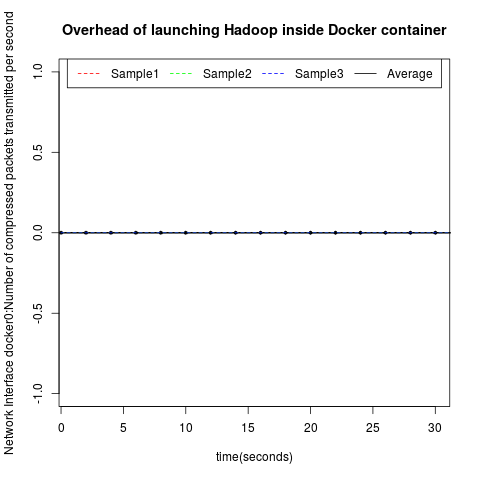 Overhead of launching Hadoop inside Docker container
Network Interface docker0:Number of compressed packets transmitted per second
Sample1 Sample2 Sample3 Average
1.0
0.5
0.0
-0.5
-1.0
0 5 10 15 20 25 30
time(seconds)